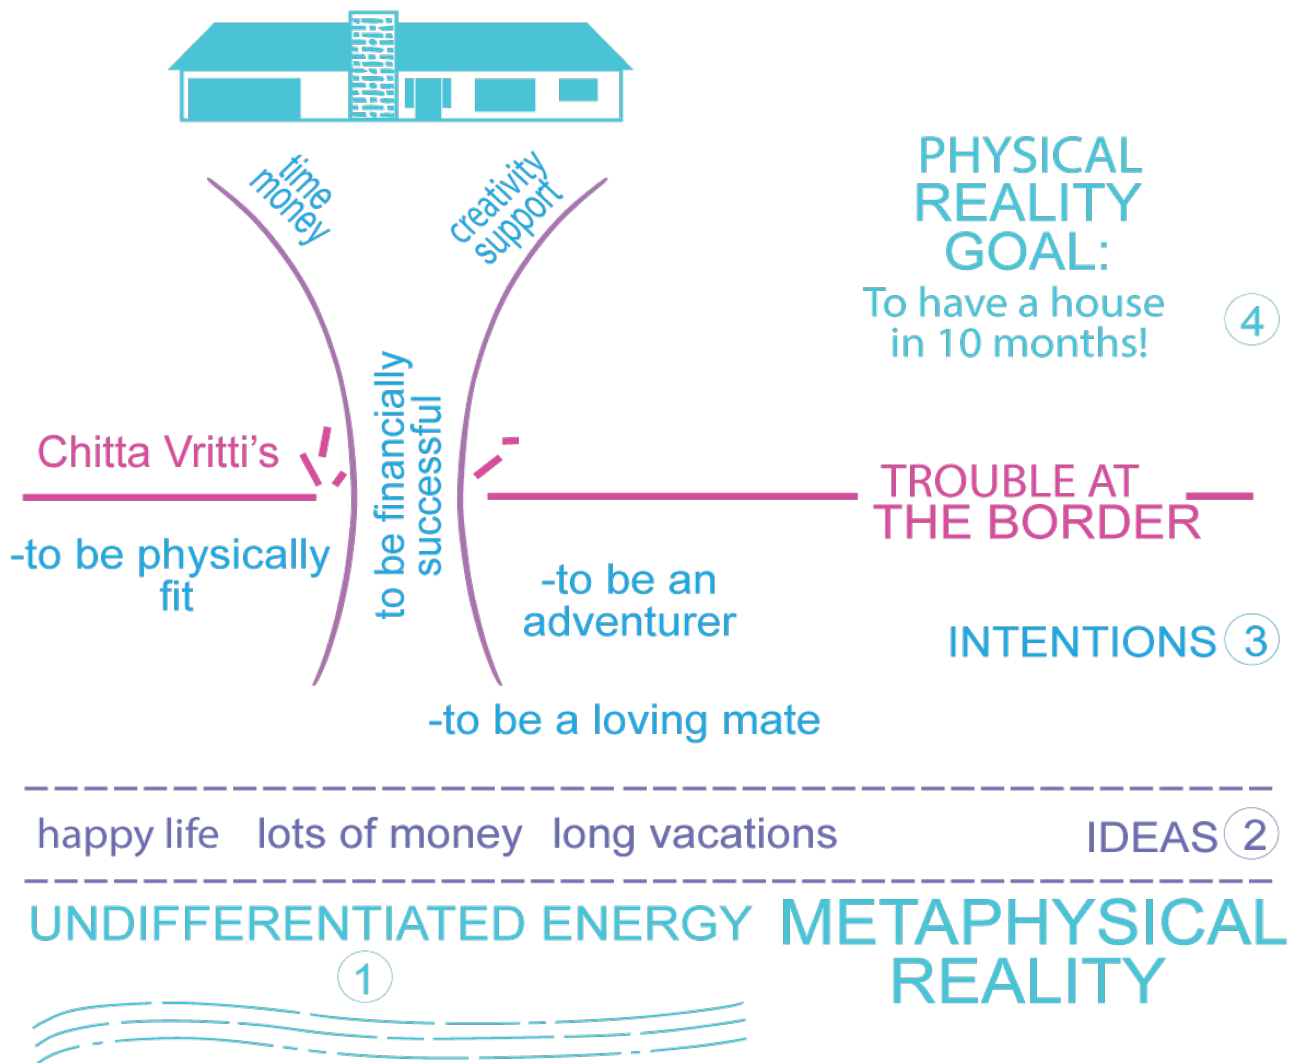 time
money
creativity
support
PHYSICAL
REALITY
GOAL:
To have a house
in 10 months!
4
to be financially
successful
Chitta Vritti's
TROUBLE AT
THE BORDER
-to be physically
fit
-to be an
adventurer
INTENTIONS 3
-to be a loving mate
happy life lots of money long vacations IDEAS 2
UNDIFFERENTIATED ENERGY
1
METAPHYSICAL
REALITY